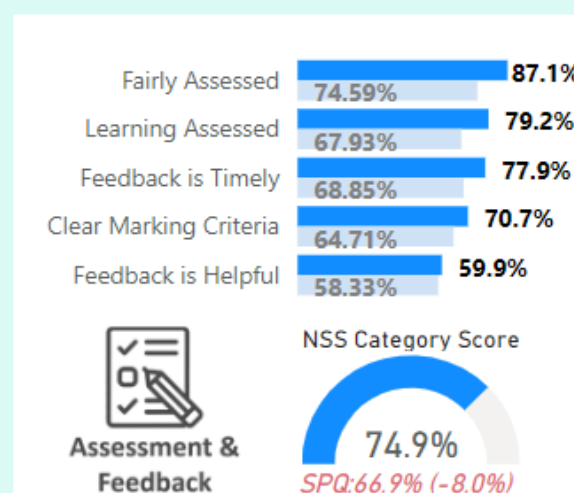 Fairly Assessed 87.1%
74.59%
Learning Assessed 79.2%
67.93%
Feedback is Timely 77.9%
68.85%
Clear Marking Criteria 70.7%
64.71%
Feedback is Helpful 59.9%
58.33%
NSS Category Score
74.9%
Assessment &
Feedback
SPQ:66.9% (-8.0%)